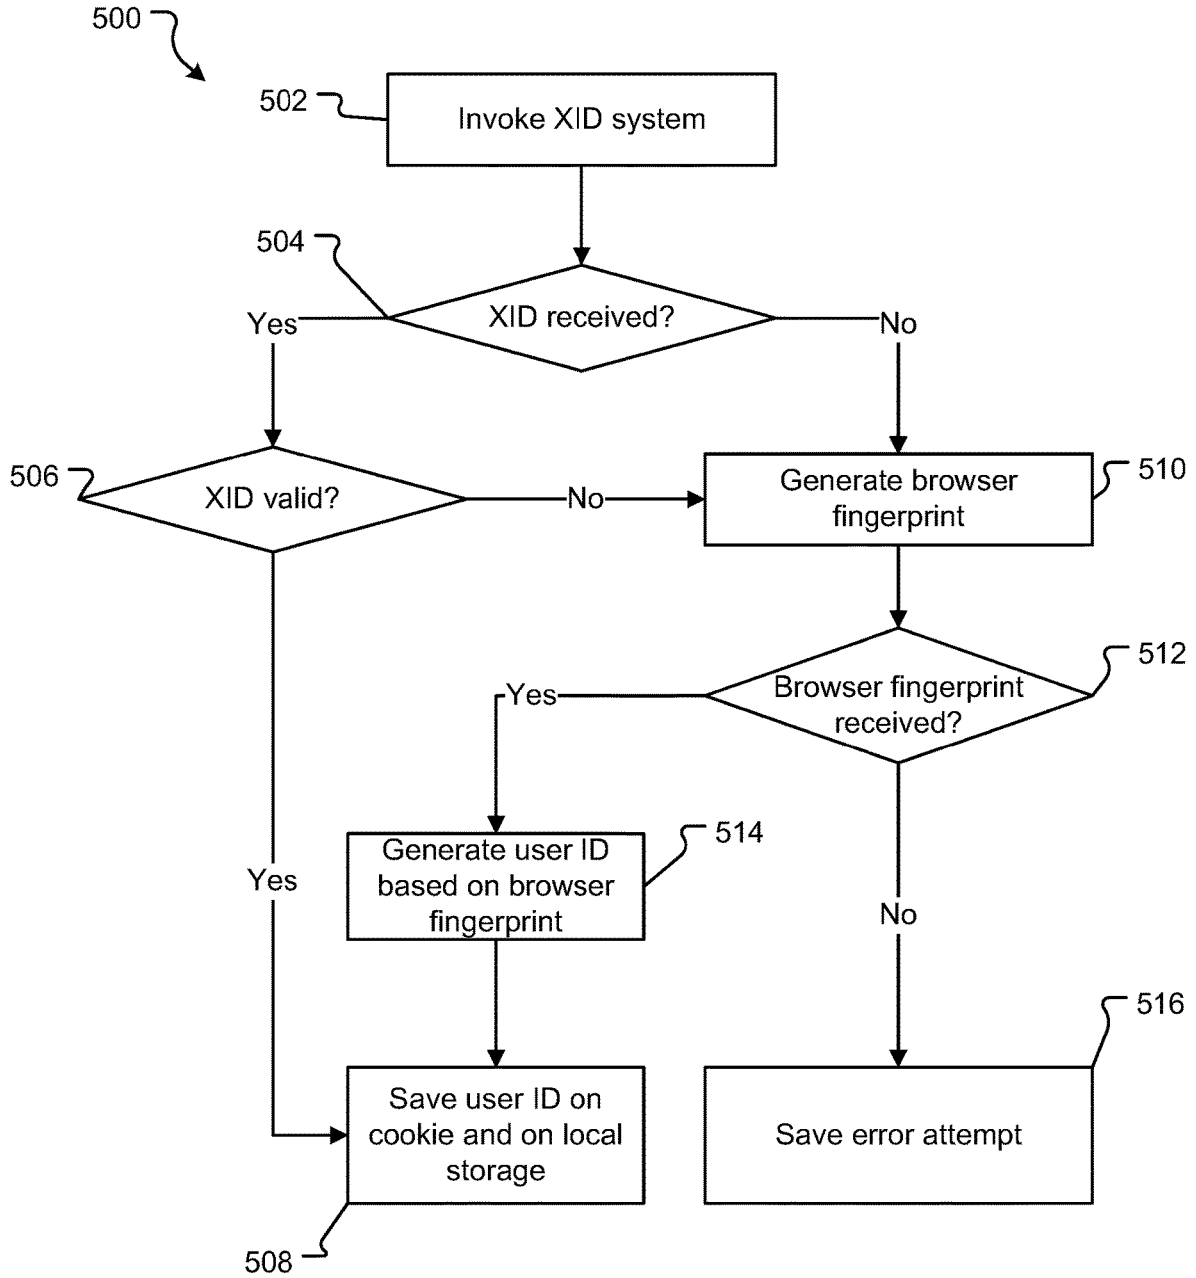 500
502
Invoke XID system
504
XID received?
Yes
No
506
XID valid?
No
Generate browser
fingerprint
510
512
Browser fingerprint
received?
Yes
514
Generate user ID
based on browser
fingerprint
Yes
No
516
Save user ID on
cookie and on local
storage
Save error attempt
508